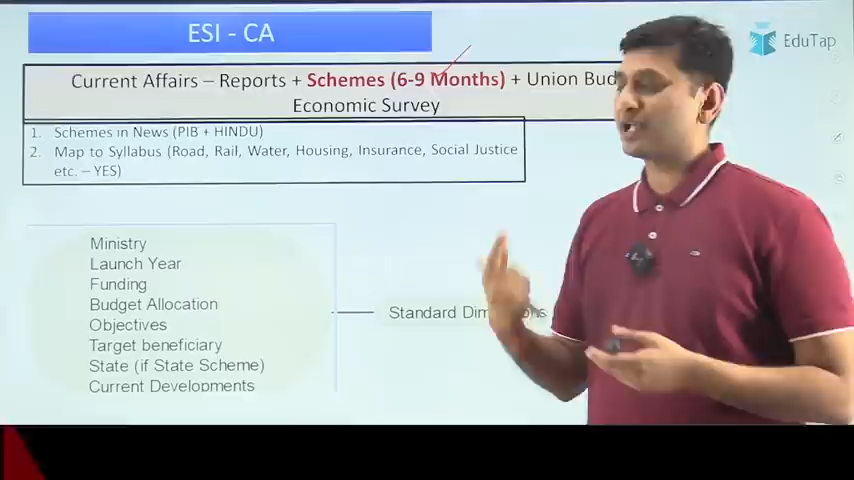 ESI - CA
EduTap
Current Affairs – Reports + Schemes (6-9 Months) + Union Bud
Economic Survey
1. Schemes in News (PIB + HINDU)
2. Map to Syllabus (Road, Rail, Water, Housing, Insurance, Social Justice
etc. – YES)
Ministry
Launch Year
Funding
Budget Allocation
Objectives
Target beneficiary
State (if State Scheme)
Current Developments
Standard Dim ns